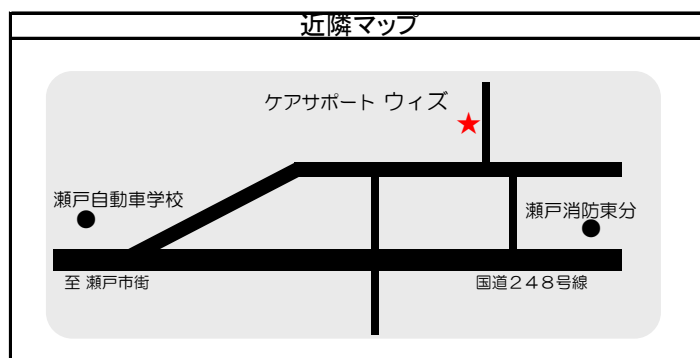 近隣マップ
ケアサポート ウィズ
瀬戸自動車学校
瀬戸消防東分
至 瀬戸市街
国道２４８号線